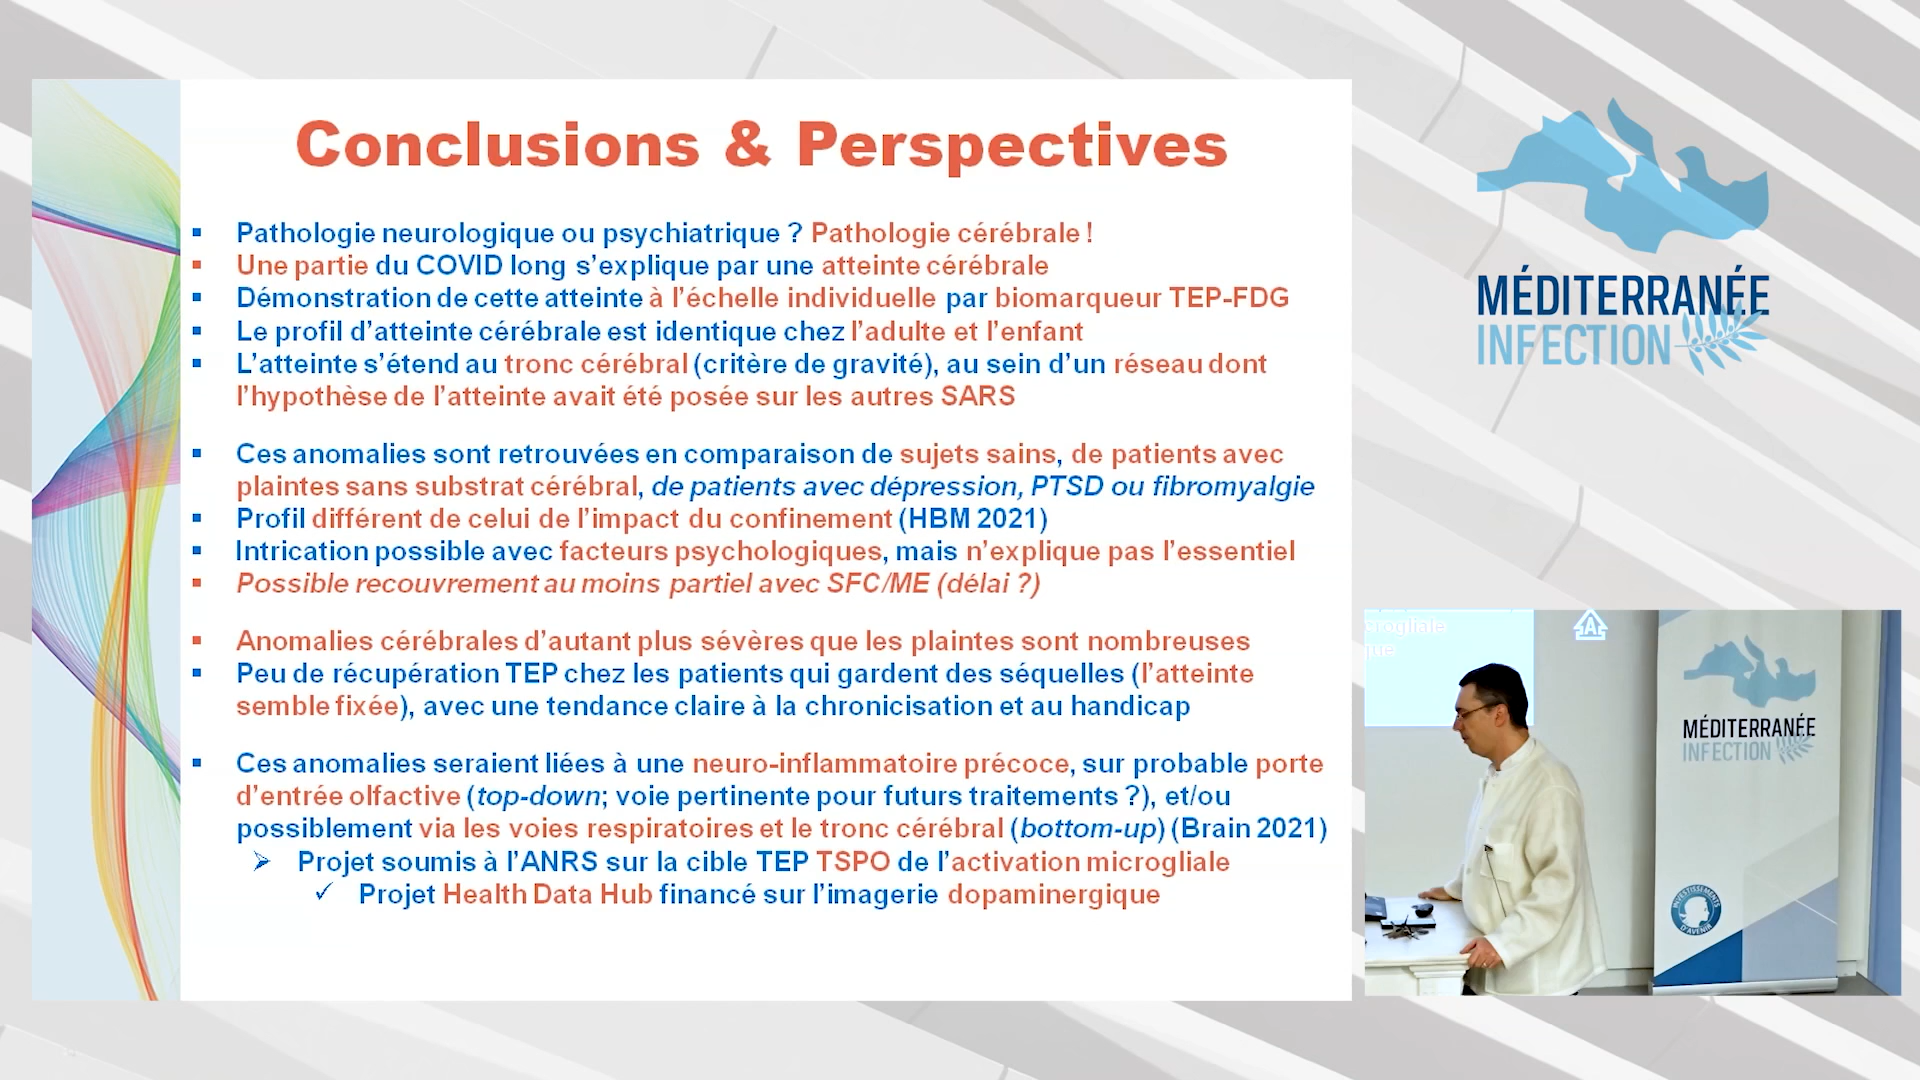 Conclusions & Perspectives
Pathologie neurologique ou psychiatrique ? Pathologie cérébrale !
Une partie du COVID long s’explique par une atteinte cérébrale
Démonstration de cette atteinte à l’échelle individuelle par biomarqueur TEP-FDG
Le profil d’atteinte cérébrale est identique chez l’adulte et l’enfant
L’atteinte s’étend au tronc cérébral (critère de gravité), au sein d’un réseau dont
l’hypothèse de l’atteinte avait été posée sur les autres SARS
Ces anomalies sont retrouvées en comparaison de sujets sains, de patients avec
plaintes sans substrat cérébral, de patients avec dépression, PTSD ou fibromyalgie
Profil différent de celui de l’impact du confinement (HBM 2021)
Intrication possible avec facteurs psychologiques, mais n’explique pas l’essentiel
Possible recouvrement au moins partiel avec SFC/ME (délai ?)
Anomalies cérébrales d’autant plus sévères que les plaintes sont nombreuses
Peu de récupération TEP chez les patients qui gardent des séquelles (l’atteinte
semble fixée), avec une tendance claire à la chronicisation et au handicap
Ces anomalies seraient liées à une neuro-inflammatoire précoce, sur probable porte
d’entrée olfactive (top-down; voie pertinente pour futurs traitements ?), et/ou
possiblement via les voies respiratoires et le tronc cérébral (bottom-up) (Brain 2021)
Projet soumis à l’ANRS sur la cible TEP TSPO de l’activation microgliale
Projet Health Data Hub financé sur l’imagerie dopaminergique
MÉDITERRANÉE
INFECTION
A
MÉDITERRANÉE
INFECTION
INVESTISSEMENTS
D'AVENIR